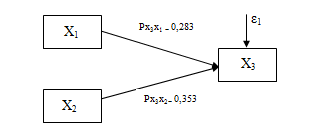 X₁
Px₃x₁ = 0,283
ε₁
X₃
X₂
Px₃x₂= 0,353